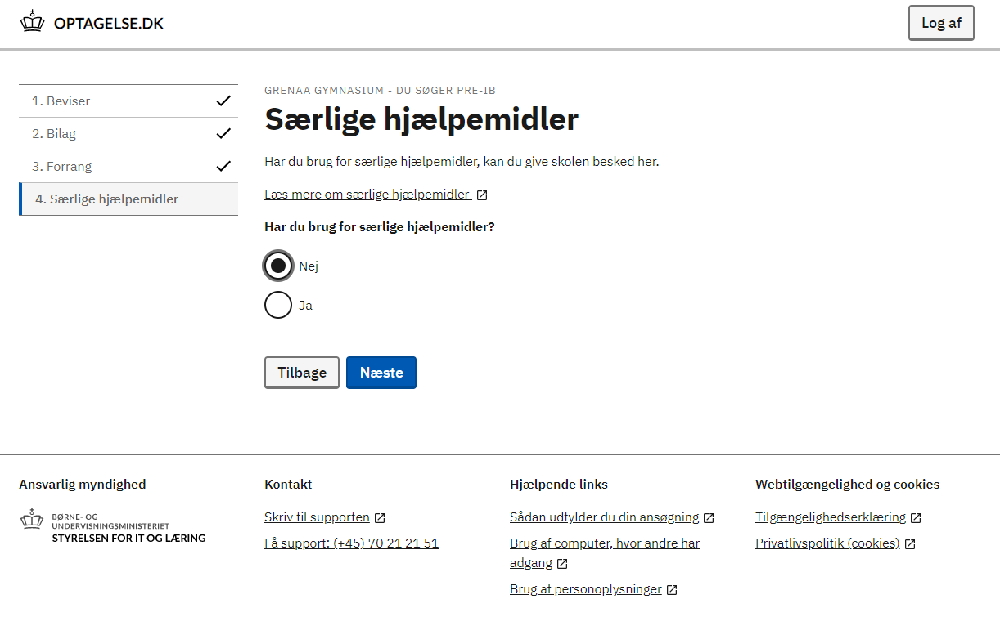 OPTAGELSE.DK
Log af
1. Beviser
2. Bilag
3. Forrang
4. Særlige hjælpemidler
GRENAA GYMNASIUM - DU SØGER PRE-IB
Særlige hjælpemidler
Har du brug for særlige hjælpemidler, kan du give skolen besked her.
Læs mere om særlige hjælpemidler
Har du brug for særlige hjælpemidler?
Nej
Ja
Tilbage
Næste
Ansvarlig myndighed
BØRNE- OG
UNDERVISNINGSMINISTERIET
STYRELSEN FOR IT OG LÆRING
Kontakt
Skriv til supporten
Få support: (+45) 70 21 21 51
Hjælpende links
Sådan udfylder du din ansøgning
Brug af computer, hvor andre har
adgang
Brug af personoplysninger
Webtilgængelighed og cookies
Tilgængelighedserklæring
Privatlivspolitik (cookies)